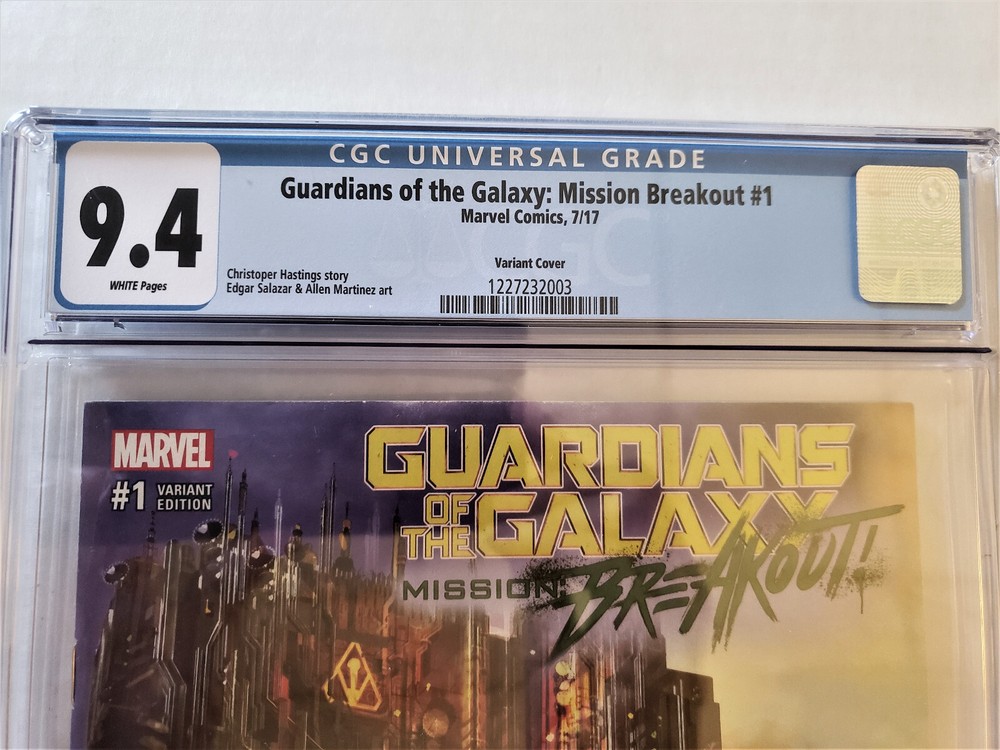 CGC UNIVERSAL GRADE
9.4
WHITE Pages
Guardians of the Galaxy: Mission Breakout #1
Marvel Comics, 7/17
Variant Cover
Christoper Hastings story
Edgar Salazar & Allen Martinez art
1227232003
CGC
MARVEL
#1 VARIANT
EDITION
GUARDIANS
OF
THE GALAXY
MISSION: BREAKOUT!